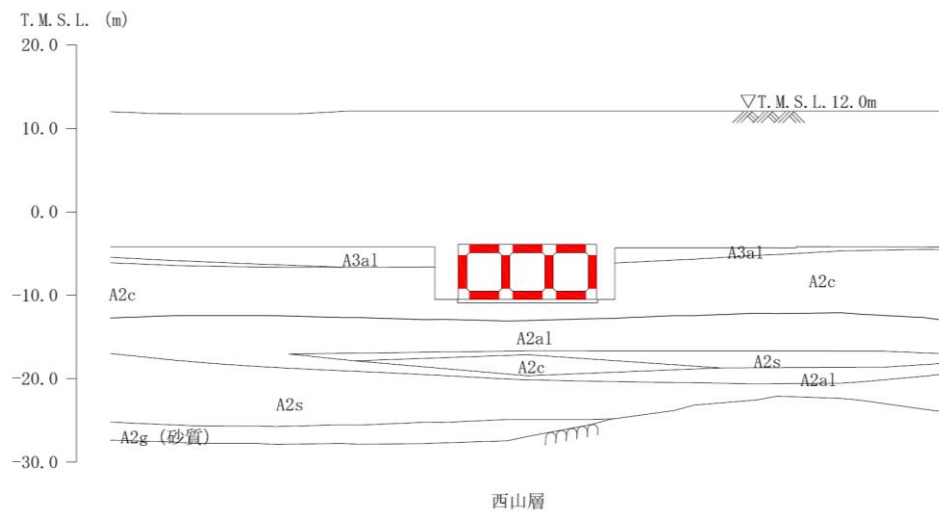 T.M.S.L. (m)
20.0
▽T.M.S.L.12.0m
10.0
0.0
A3al
A3al
A2c
A2c
-10.0
A2al
A2s
A2c
-20.0
A2al
A2s
A2g (砂質)
-30.0
西山層